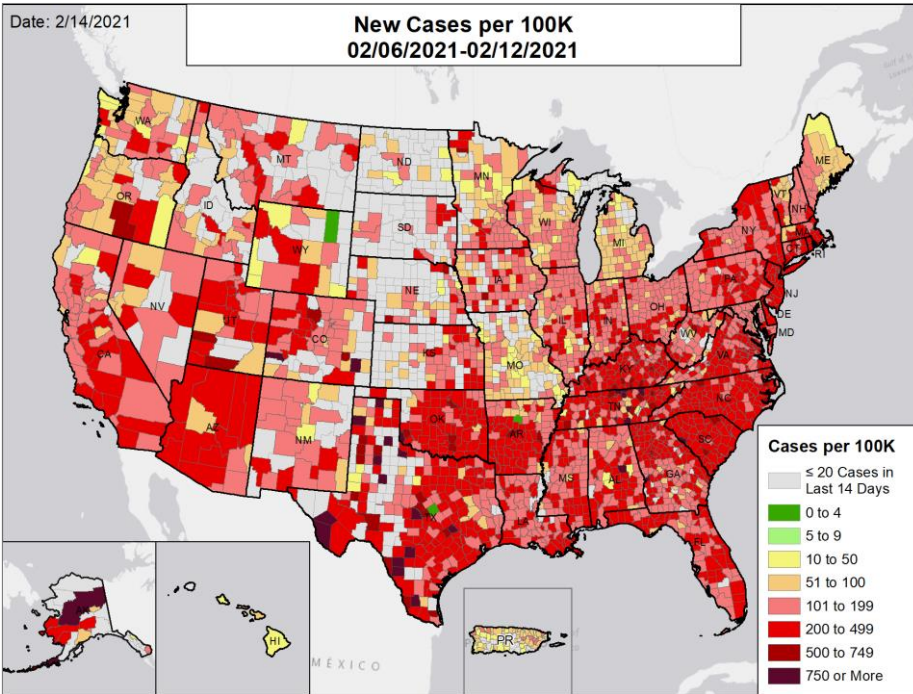 Date: 2/14/2021
New Cases per 100K
02/06/2021-02/12/2021
WA
MT
ND
MN
ME
OR
ID
SD
WI
VT
NH
WY
MI
NY
MA
CT
RI
IA
NE
PA
NV
UT
IL
IN
OH
NJ
DE
MD
CO
KS
MO
WV
VA
KY
CA
AZ
NM
OK
AR
TN
NC
SC
MS
AL
GA
TX
LA
FL
AK
HI
PR
MÉXICO
Cases per 100K
≤ 20 Cases in
Last 14 Days
0 to 4
5 to 9
10 to 50
51 to 100
101 to 199
200 to 499
500 to 749
750 or More